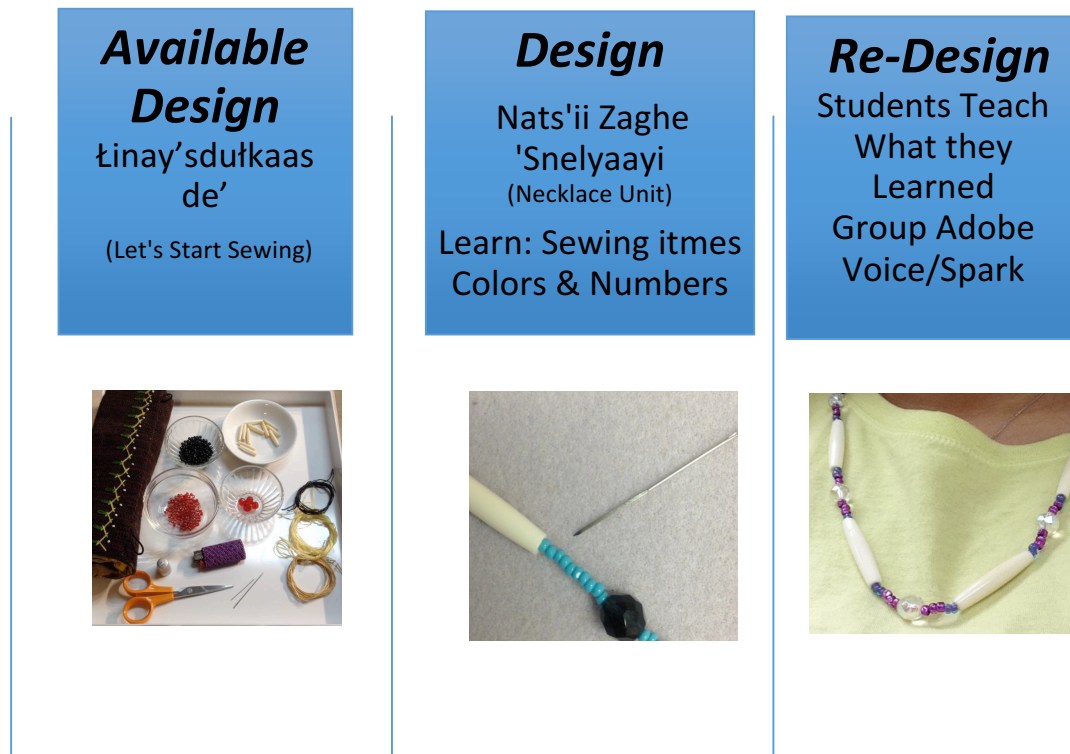 Available
Design
Łinay’sdułkaas
de’
(Let's Start Sewing)
Design
Nats'ii Zaghe
'Snelyaayi
(Necklace Unit)
Learn: Sewing itmes
Colors & Numbers
Re-Design
Students Teach
What they
Learned
Group Adobe
Voice/Spark